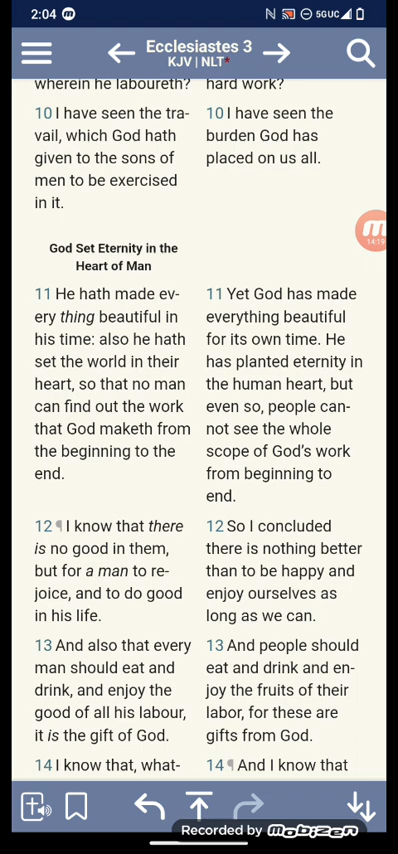 2:04 m 5GUC
Ecclesiastes 3
KJV | NLT*
wherein he laboureth?
10 I have seen the tra-
vail, which God hath
given to the sons of
men to be exercised
in it.
God Set Eternity in the
Heart of Man
11 He hath made ev-
ery thing beautiful in
his time: also he hath
set the world in their
heart, so that no man
can find out the work
that God maketh from
the beginning to the
end.
12 ¶ I know that there
is no good in them,
but for a man to re-
joice, and to do good
in his life.
13 And also that every
man should eat and
drink, and enjoy the
good of all his labour,
it is the gift of God.
14 I know that, what-
hard work?
10 I have seen the
burden God has
placed on us all.
11 Yet God has made
everything beautiful
for its own time. He
has planted eternity in
the human heart, but
even so, people can-
not see the whole
scope of God's work
from beginning to
end.
12 So I concluded
there is nothing better
than to be happy and
enjoy ourselves as
long as we can.
13 And people should
eat and drink and en-
joy the fruits of their
labor, for these are
gifts from God.
14 ¶ And I know that
m
14:19
Recorded by mobizen